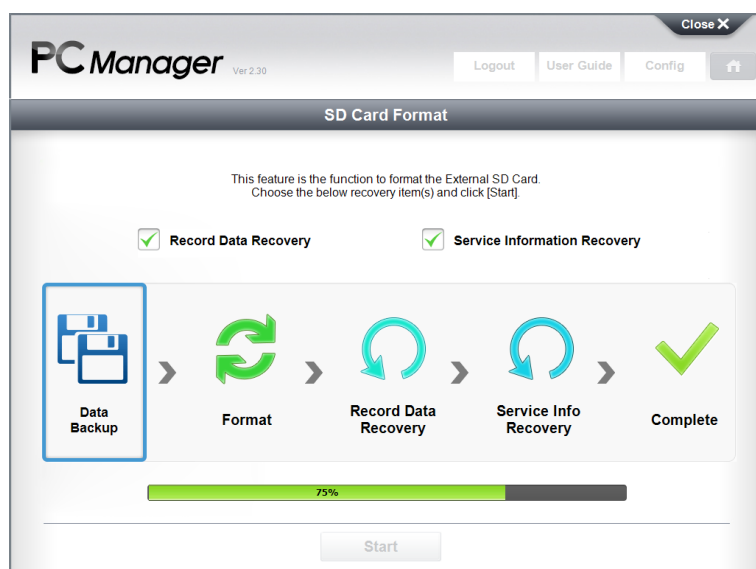 Close X
PC Manager Ver 2.30
Logout User Guide Config
SD Card Format
This feature is the function to format the External SD Card.
Choose the below recovery item(s) and click [Start].
Record Data Recovery Service Information Recovery
Data
Backup
Format
Record Data
Recovery
Service Info
Recovery
Complete
75%
Start